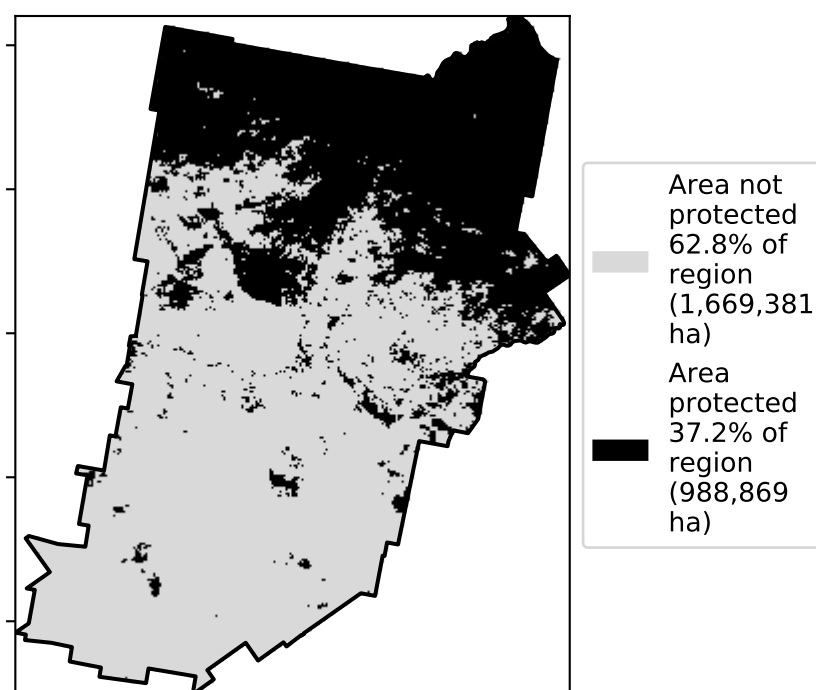 Area not
protected
62.8% of
region
(1,669,381
ha)
Area
protected
37.2% of
region
(988,869
ha)